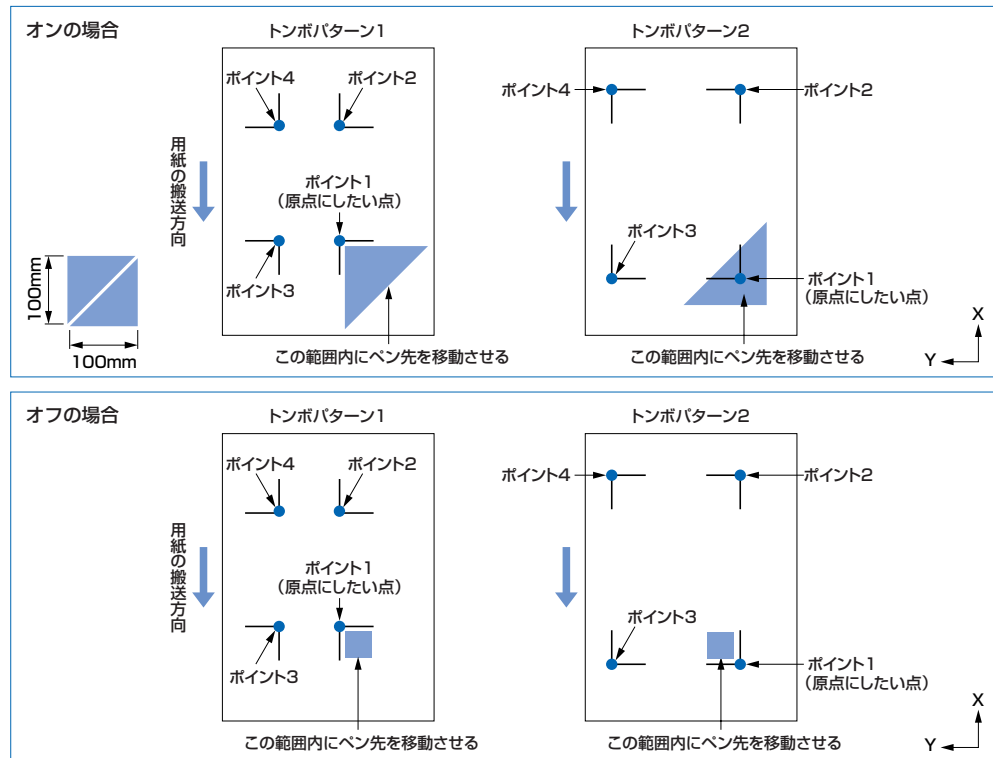 オンの場合
トンボパターン1
トンボパターン2
ポイント4
ポイント2
ポイント4
ポイント2
用紙の搬送方向
ポイント1
(原点にしたい点)
ポイント3
ポイント3
ポイント1
(原点にしたい点)
100mm
100mm
この範囲内にペン先を移動させる
この範囲内にペン先を移動させる
X
Y
オフの場合
トンボパターン1
トンボパターン2
ポイント4
ポイント2
ポイント4
ポイント2
用紙の搬送方向
ポイント1
(原点にしたい点)
ポイント3
ポイント3
ポイント1
(原点にしたい点)
この範囲内にペン先を移動させる
この範囲内にペン先を移動させる
X
Y